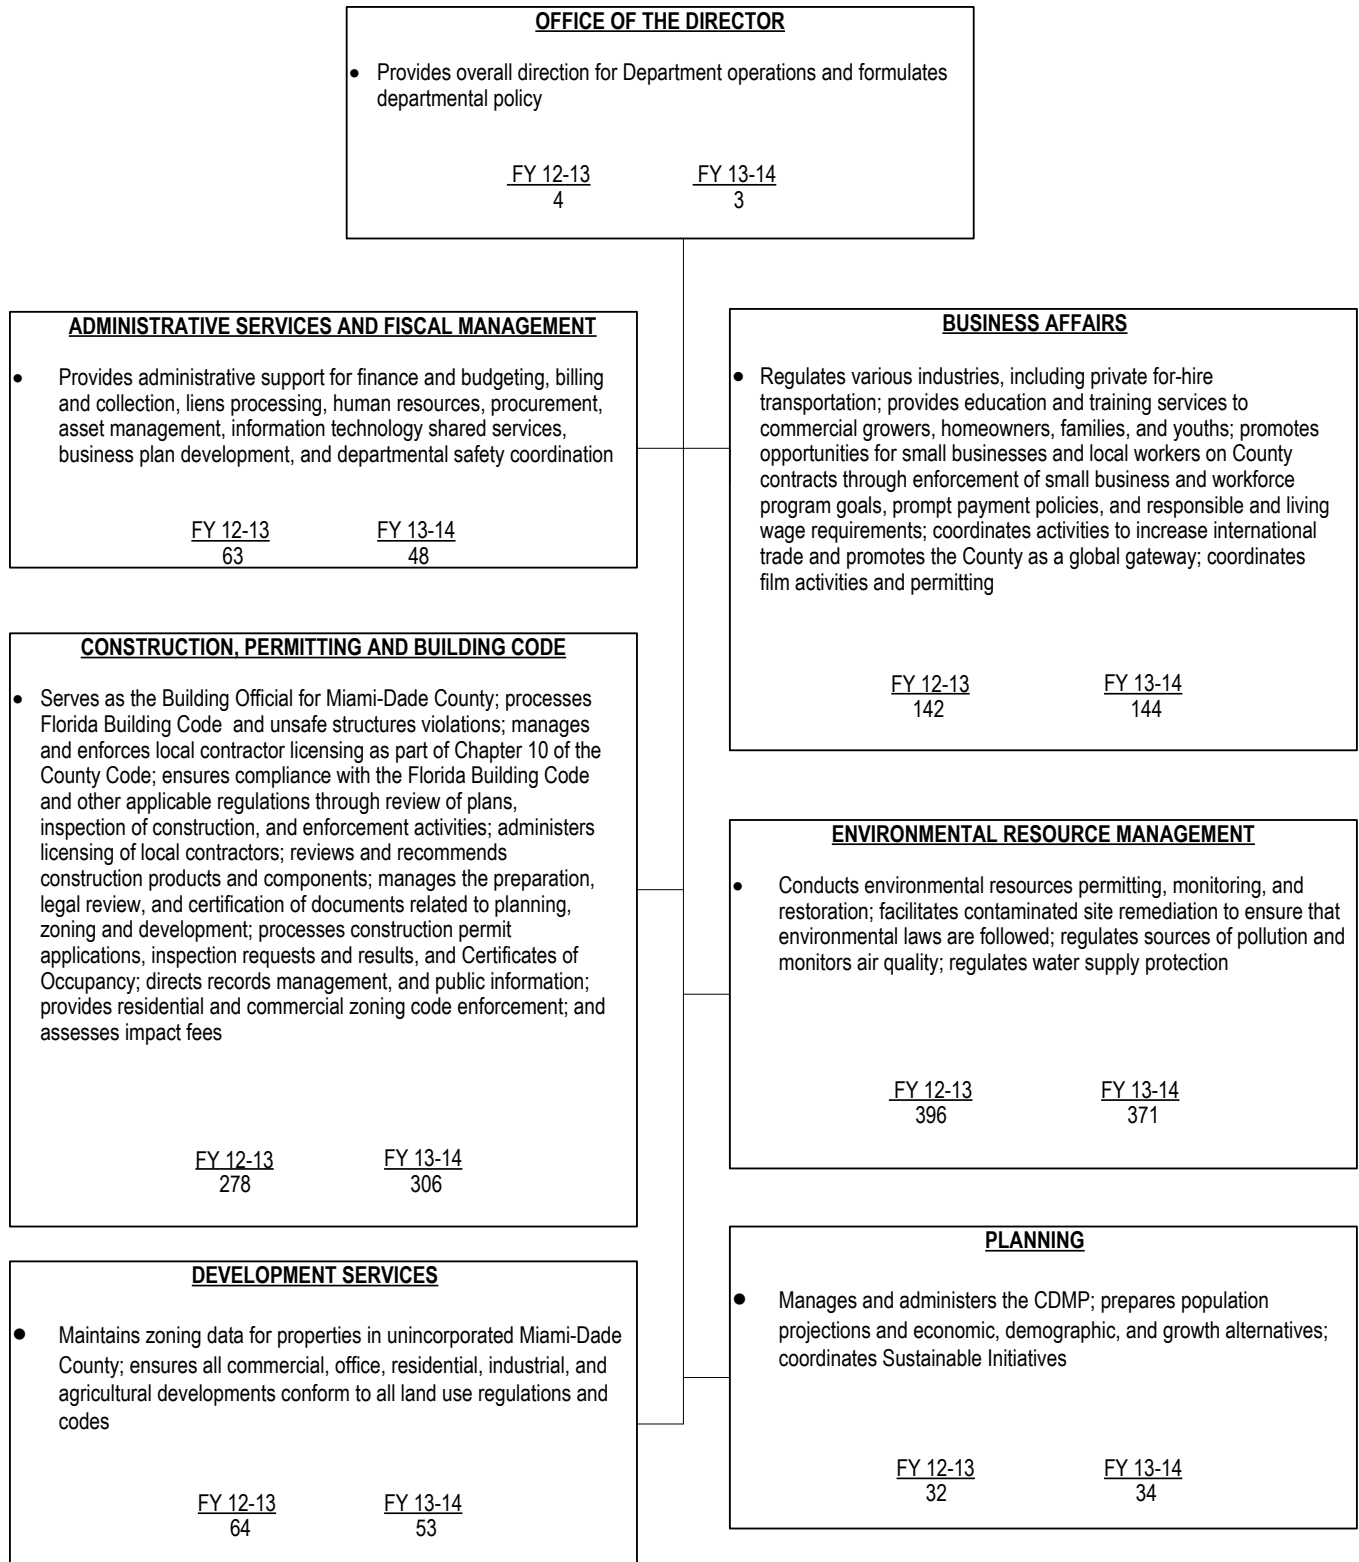 OFFICE OF THE DIRECTOR
• Provides overall direction for Department operations and formulates
departmental policy
FY 12-13 FY 13-14
4 3
ADMINISTRATIVE SERVICES AND FISCAL MANAGEMENT
• Provides administrative support for finance and budgeting, billing
and collection, liens processing, human resources, procurement,
asset management, information technology shared services,
business plan development, and departmental safety coordination
FY 12-13 FY 13-14
63 48
BUSINESS AFFAIRS
• Regulates various industries, including private for-hire
transportation; provides education and training services to
commercial growers, homeowners, families, and youths; promotes
opportunities for small businesses and local workers on County
contracts through enforcement of small business and workforce
program goals, prompt payment policies, and responsible and living
wage requirements; coordinates activities to increase international
trade and promotes the County as a global gateway; coordinates
film activities and permitting
FY 12-13 FY 13-14
142 144
CONSTRUCTION, PERMITTING AND BUILDING CODE
• Serves as the Building Official for Miami-Dade County; processes
Florida Building Code and unsafe structures violations; manages
and enforces local contractor licensing as part of Chapter 10 of the
County Code; ensures compliance with the Florida Building Code
and other applicable regulations through review of plans,
inspection of construction, and enforcement activities; administers
licensing of local contractors; reviews and recommends
construction products and components; manages the preparation,
legal review, and certification of documents related to planning,
zoning and development; processes construction permit
applications, inspection requests and results, and Certificates of
Occupancy; directs records management, and public information;
provides residential and commercial zoning code enforcement; and
assesses impact fees
FY 12-13 FY 13-14
278 306
ENVIRONMENTAL RESOURCE MANAGEMENT
• Conducts environmental resources permitting, monitoring, and
restoration; facilitates contaminated site remediation to ensure that
environmental laws are followed; regulates sources of pollution and
monitors air quality; regulates water supply protection
FY 12-13 FY 13-14
396 371
DEVELOPMENT SERVICES
• Maintains zoning data for properties in unincorporated Miami-Dade
County; ensures all commercial, office, residential, industrial, and
agricultural developments conform to all land use regulations and
codes
FY 12-13 FY 13-14
64 53
PLANNING
• Manages and administers the CDMP; prepares population
projections and economic, demographic, and growth alternatives;
coordinates Sustainable Initiatives
FY 12-13 FY 13-14
32 34